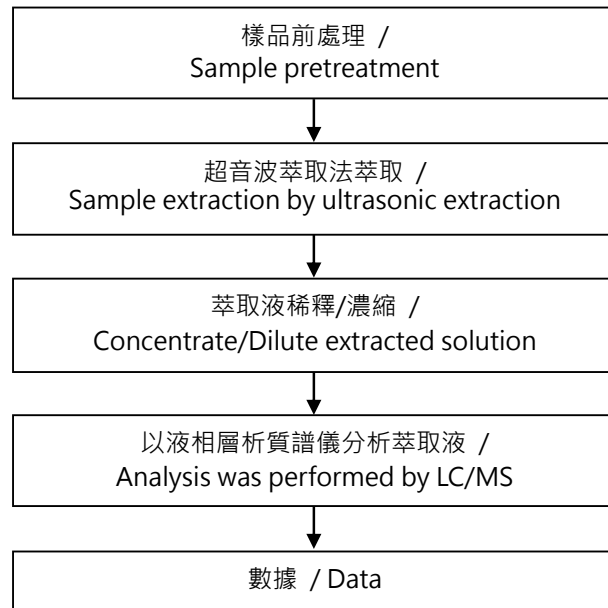 樣品前處理 /
Sample pretreatment
超音波萃取法萃取 /
Sample extraction by ultrasonic extraction
萃取液稀釋/濃縮 /
Concentrate/Dilute extracted solution
以液相層析質譜儀分析萃取液 /
Analysis was performed by LC/MS
數據 / Data